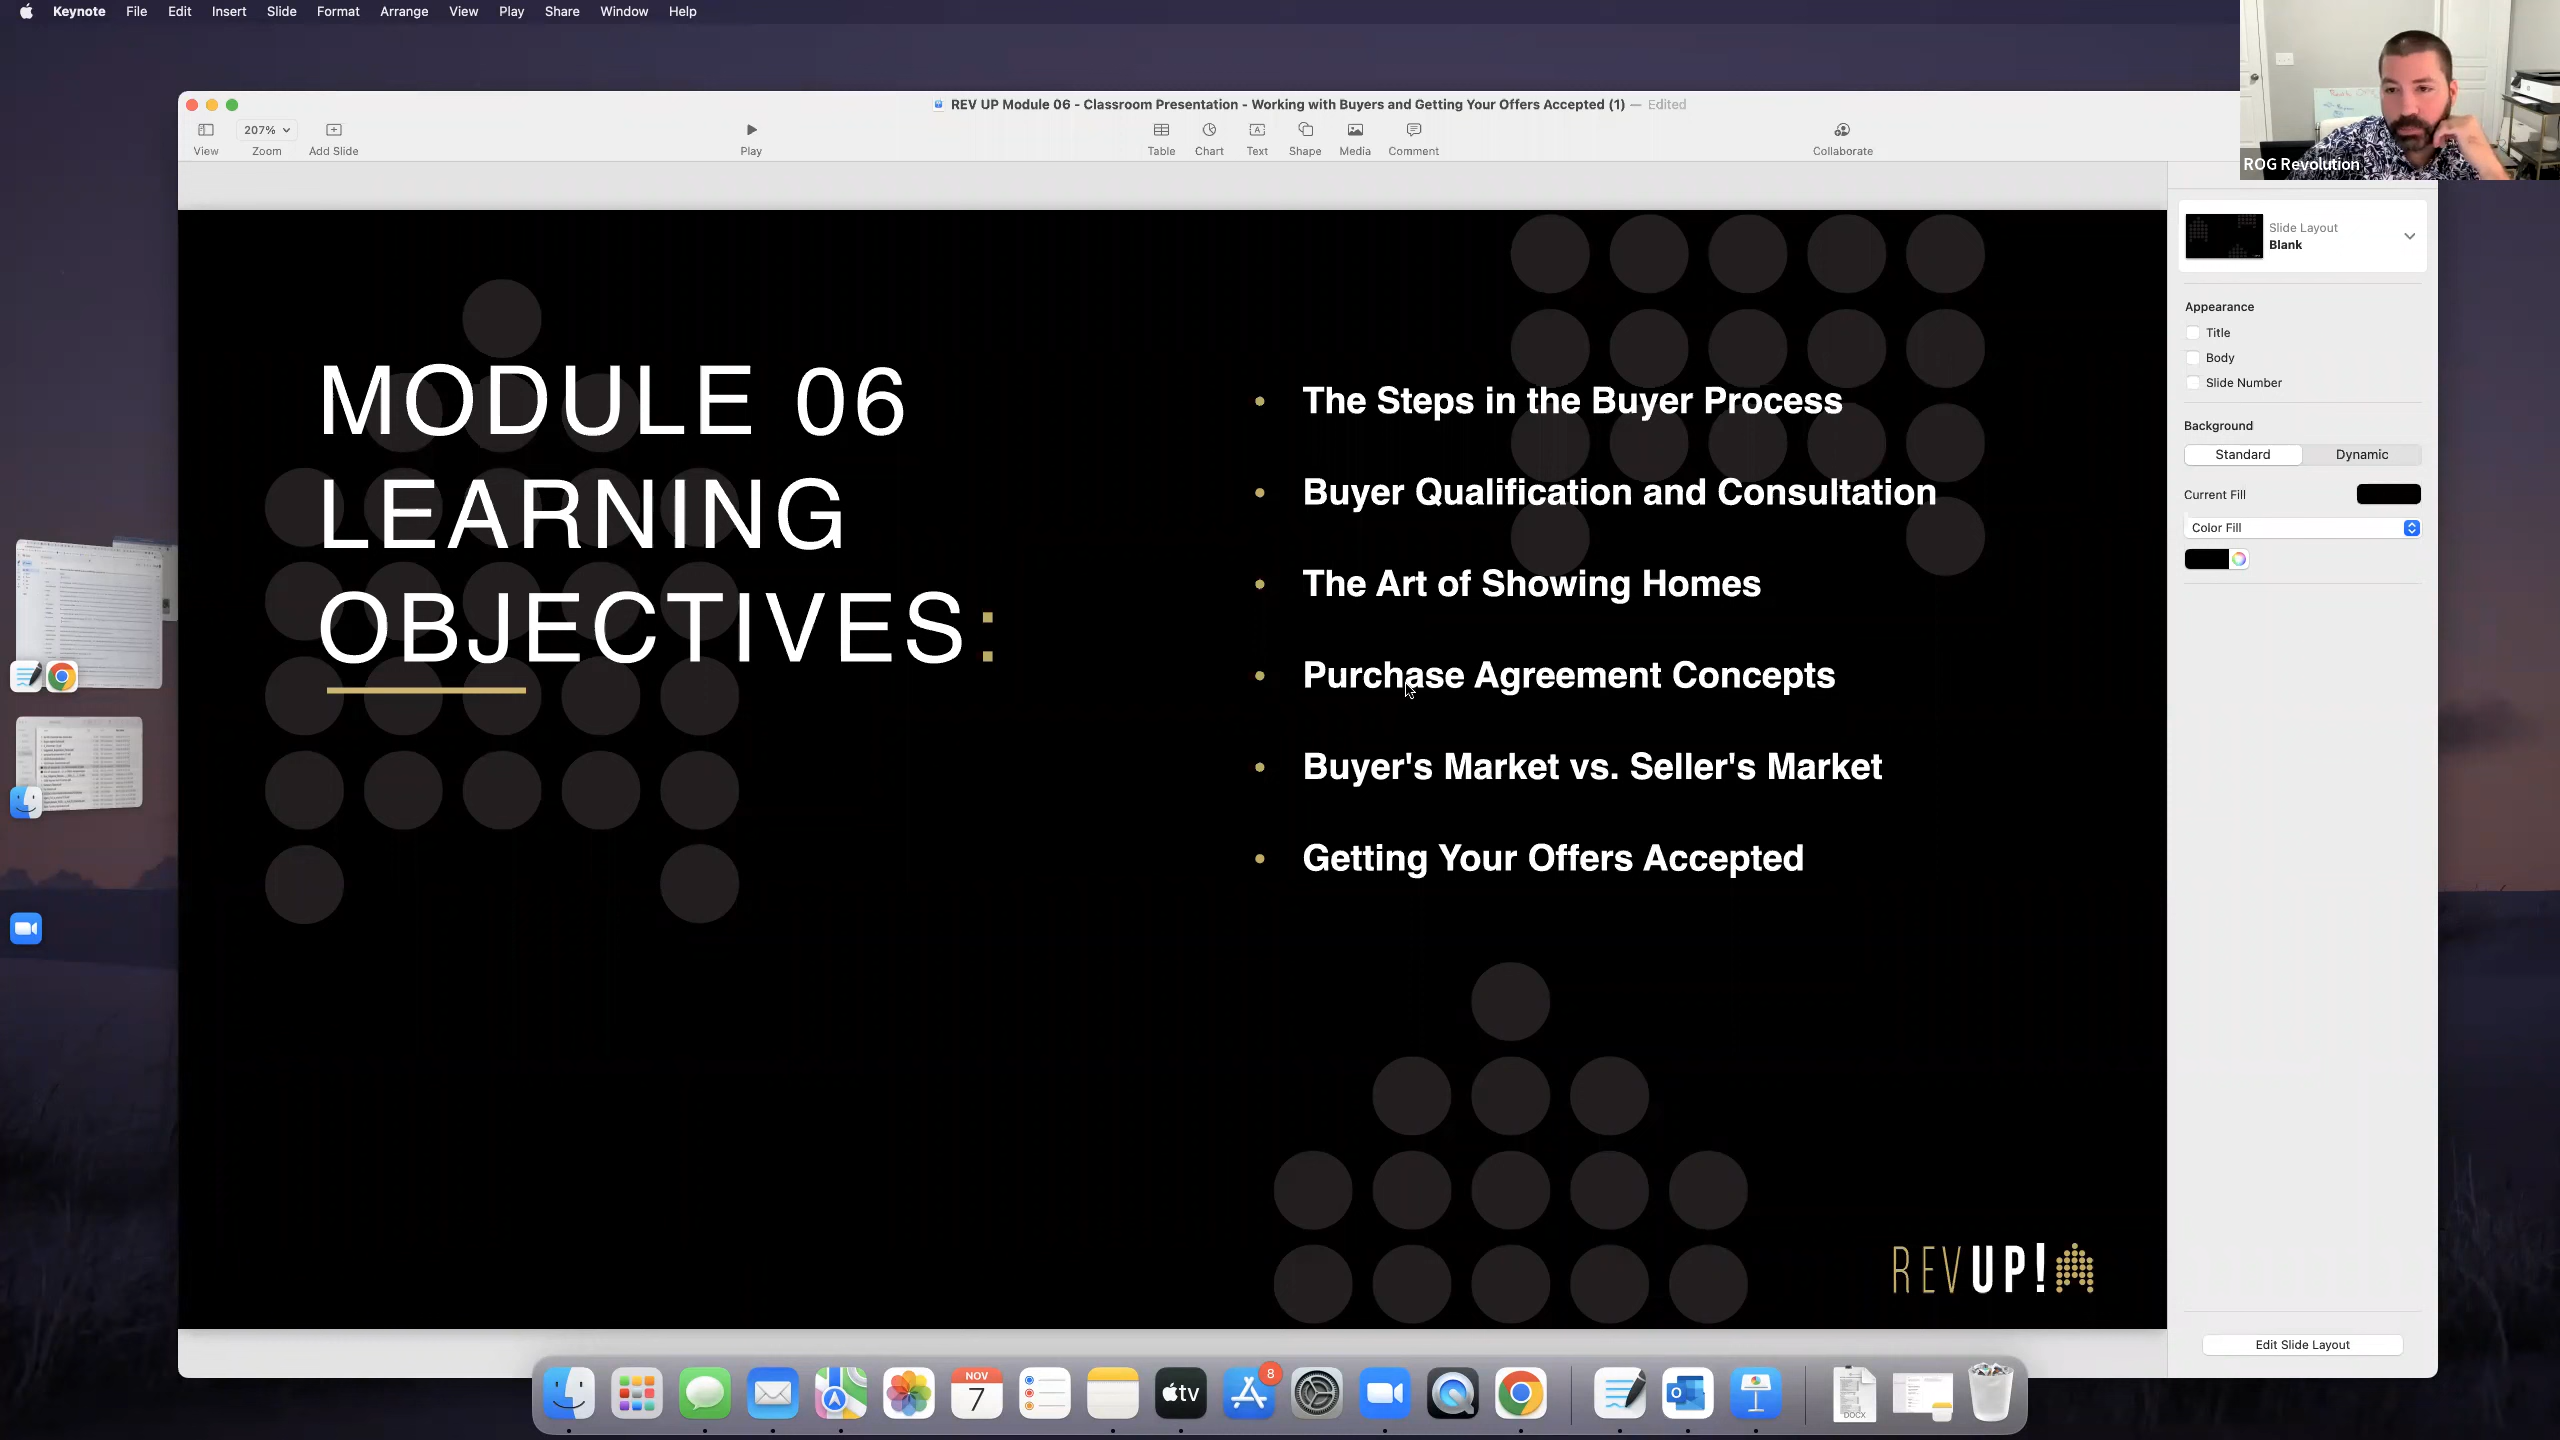 Keynote File Edit Insert Slide Format Arrange View Play Share Window Help
REV UP Module 06 - Classroom Presentation - Working with Buyers and Getting Your Offers Accepted (1) — Edited
207%
View Zoom Add Slide Play Table Chart Text Shape Media Comment Collaborate
ROG Revolution
MODULE 06
LEARNING
OBJECTIVES:
• The Steps in the Buyer Process
• Buyer Qualification and Consultation
• The Art of Showing Homes
• Purchase Agreement Concepts
• Buyer's Market vs. Seller's Market
• Getting Your Offers Accepted
REVUP!
Slide Layout
Blank
Appearance
Title
Body
Slide Number
Background
Standard Dynamic
Current Fill
Color Fill
Edit Slide Layout
NOV
7
tv
8
DOCX